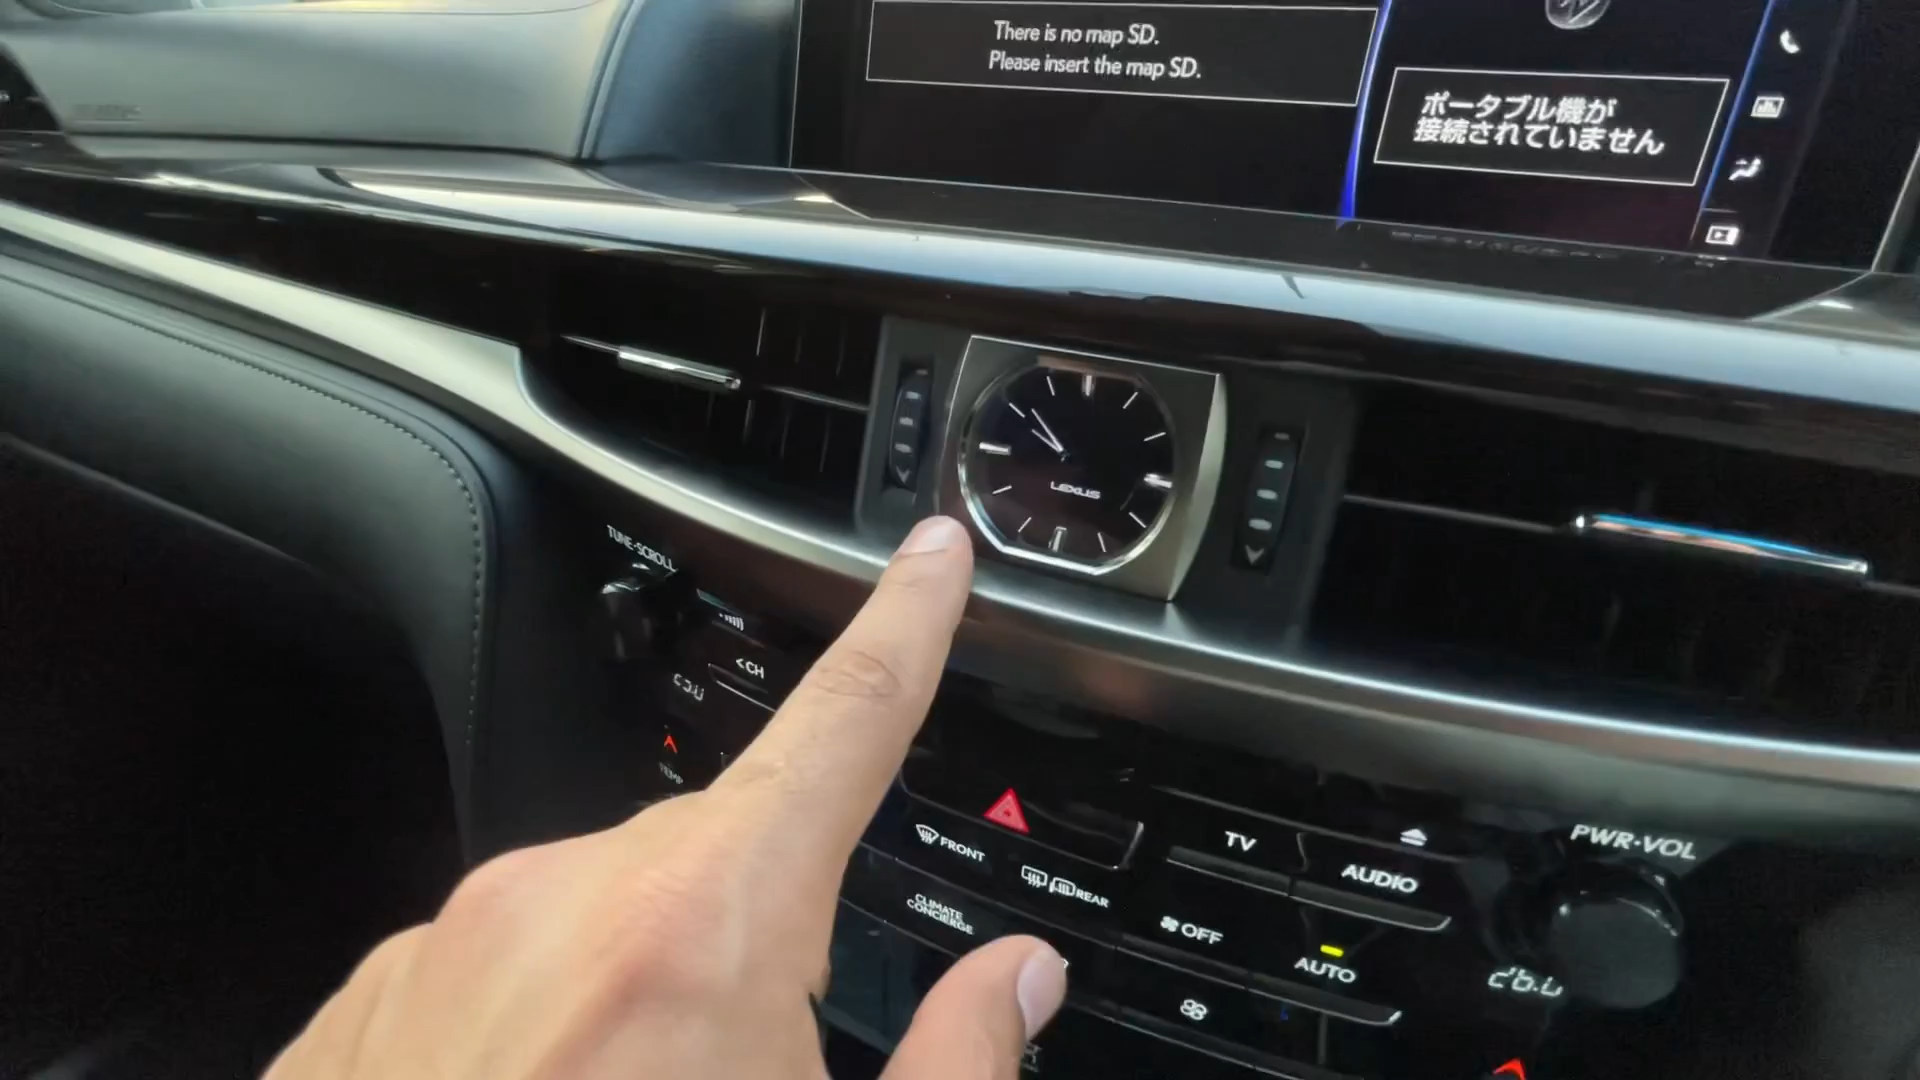 There is no map SD.
Please insert the map SD.
ポータブル機が
接続されていません
LEXUS
TUNE·SCROLL
<CH
TEMP
FRONT
REAR
CLIMATE
CONCIERGE
TV
AUDIO
PWR·VOL
OFF
AUTO